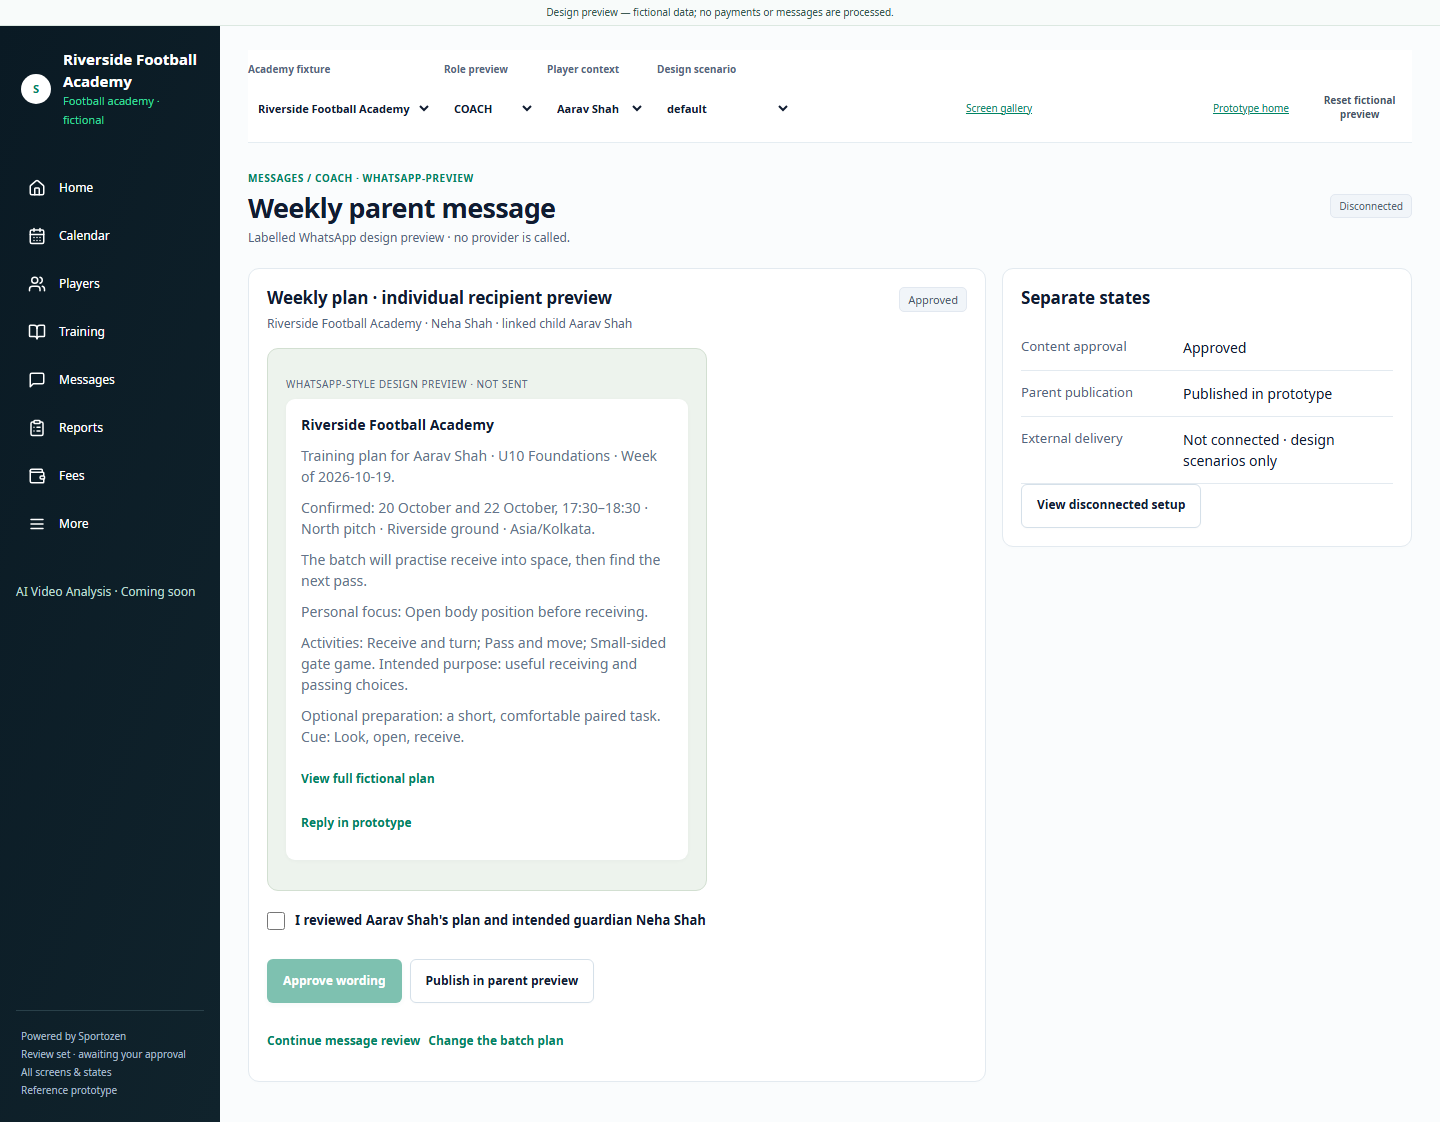 Design preview — fictional data; no payments or messages are processed.
S
Riverside Football
Academy
Football academy ·
fictional
Home
Calendar
Players
Training
Messages
Reports
Fees
More
AI Video Analysis · Coming soon
Powered by Sportozen
Review set · awaiting your approval
All screens & states
Reference prototype
Academy fixture
Role preview
Player context
Design scenario
Riverside Football Academy
COACH
Aarav Shah
default
Screen gallery
Prototype home
Reset fictional
preview
MESSAGES / COACH · WHATSAPP-PREVIEW
Weekly parent message
Labelled WhatsApp design preview · no provider is called.
Disconnected
Weekly plan · individual recipient preview
Riverside Football Academy · Neha Shah · linked child Aarav Shah
Approved
WHATSAPP-STYLE DESIGN PREVIEW · NOT SENT
Riverside Football Academy
Training plan for Aarav Shah · U10 Foundations · Week
of 2026-10-19.
Confirmed: 20 October and 22 October, 17:30–18:30 ·
North pitch · Riverside ground · Asia/Kolkata.
The batch will practise receive into space, then find the
next pass.
Personal focus: Open body position before receiving.
Activities: Receive and turn; Pass and move; Small-sided
gate game. Intended purpose: useful receiving and
passing choices.
Optional preparation: a short, comfortable paired task.
Cue: Look, open, receive.
View full fictional plan
Reply in prototype
I reviewed Aarav Shah's plan and intended guardian Neha Shah
Approve wording
Publish in parent preview
Continue message review
Change the batch plan
Separate states
Content approval
Approved
Parent publication
Published in prototype
External delivery
Not connected · design
scenarios only
View disconnected setup